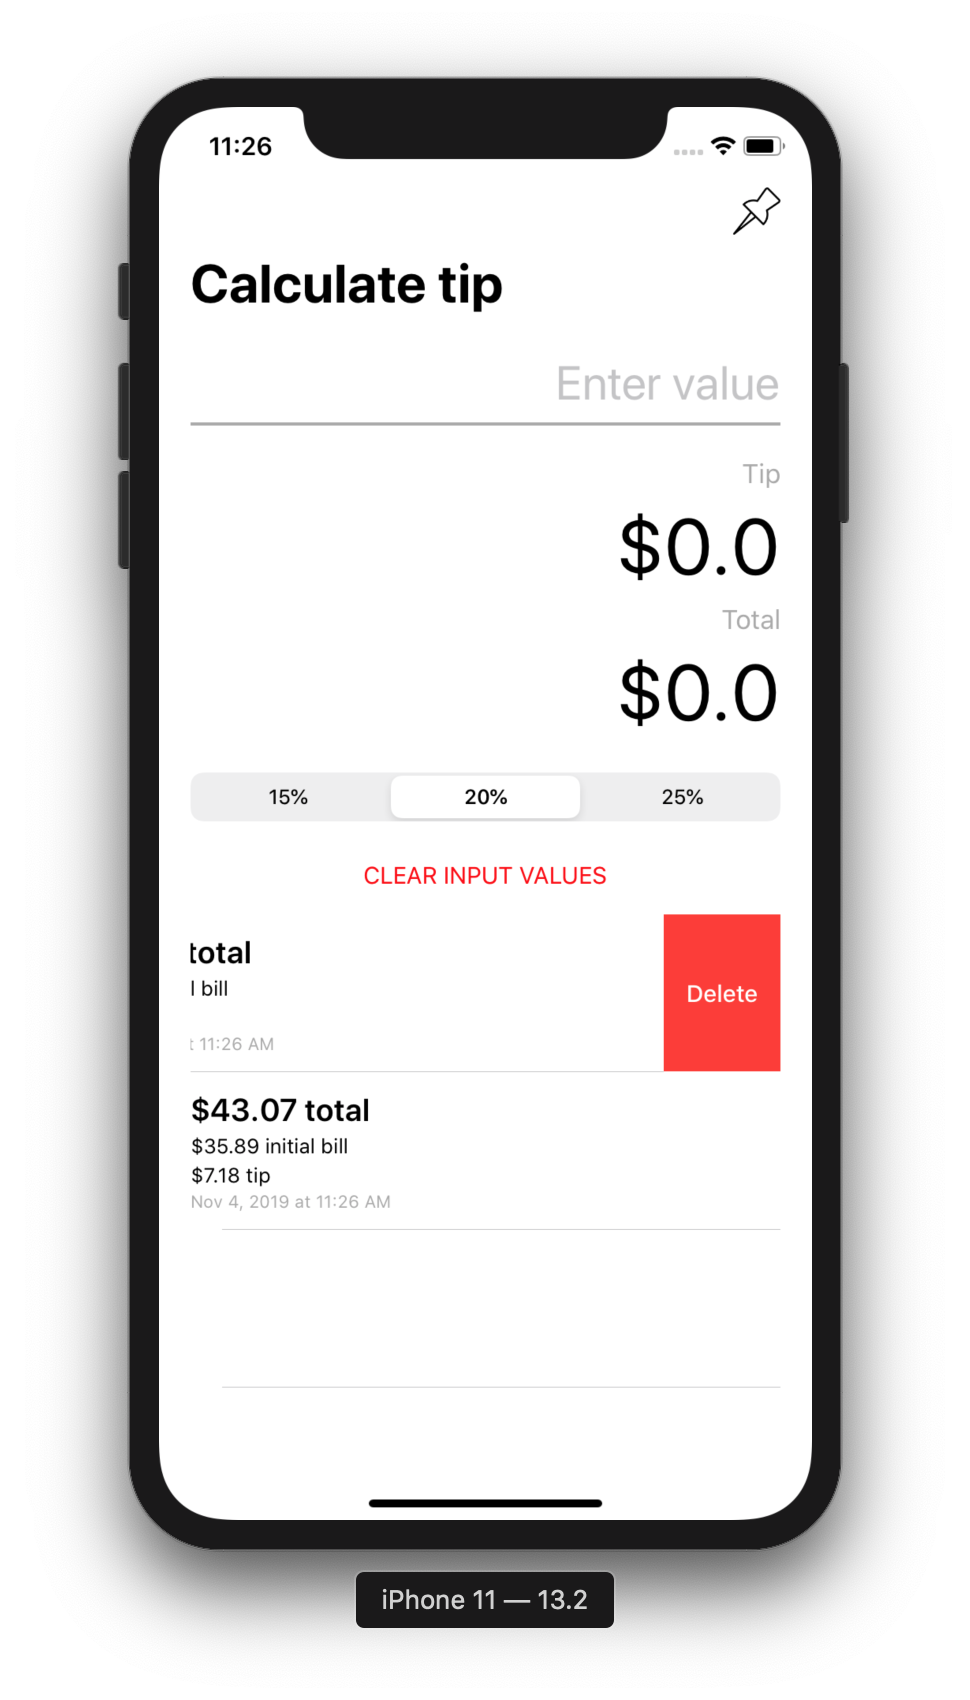 11:26
Calculate tip
Enter value
Tip
$0.0
Total
$0.0
15% 20% 25%
CLEAR INPUT VALUES
total
l bill
Delete
t 11:26 AM
$43.07 total
$35.89 initial bill
$7.18 tip
Nov 4, 2019 at 11:26 AM
iPhone 11 — 13.2